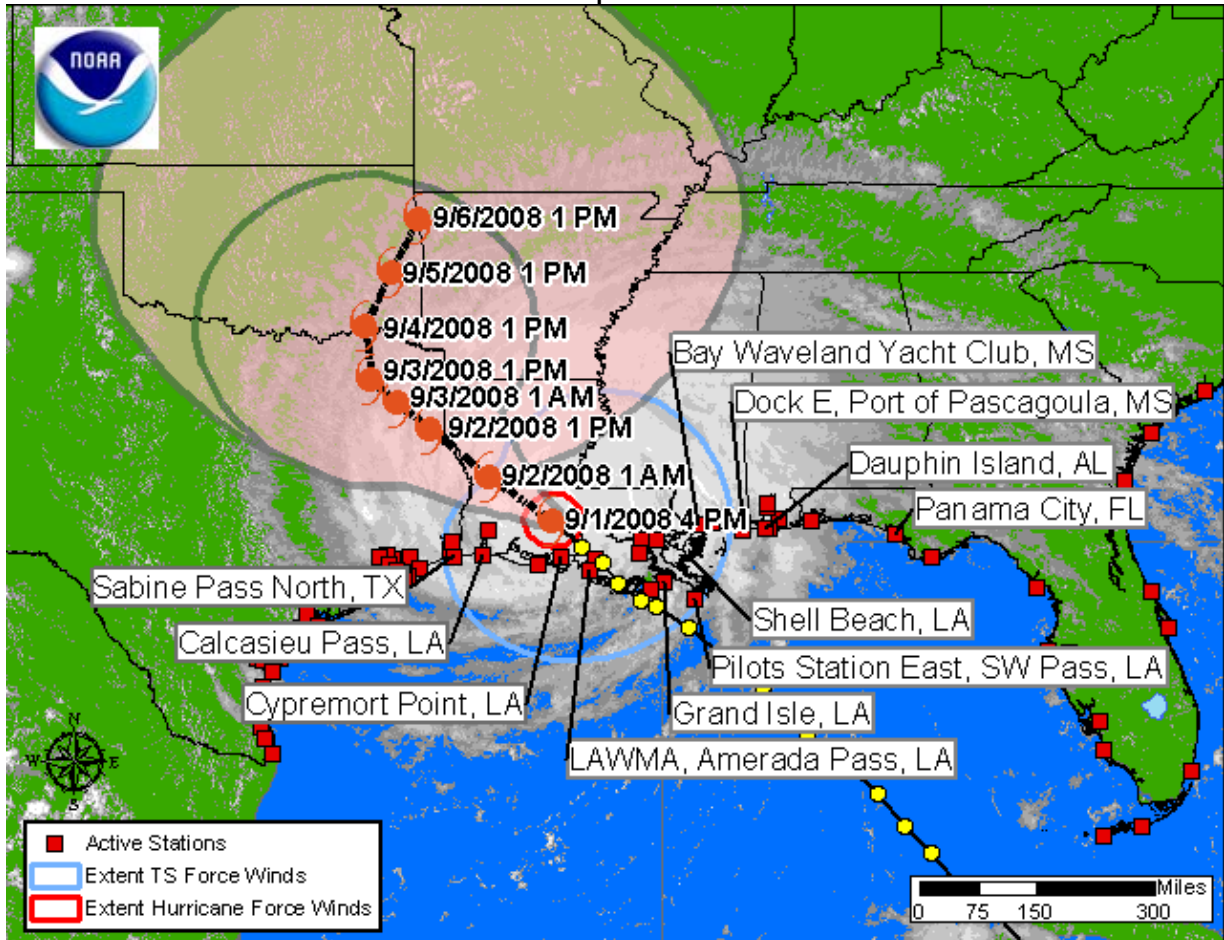 NOAA
9/6/2008 1 PM
9/5/2008 1 PM
9/4/2008 1 PM
9/3/2008 1 PM
9/3/2008 1 AM
9/2/2008 1 PM
9/2/2008 1 AM
9/1/2008 4 PM
Bay Waveland Yacht Club, MS
Dock E, Port of Pascagoula, MS
Dauphin Island, AL
Panama City, FL
Sabine Pass North, TX
Calcasieu Pass, LA
Cypremort Point, LA
Shell Beach, LA
Pilots Station East, SW Pass, LA
Grand Isle, LA
LAWMA, Amerada Pass, LA
N
W E
S
Active Stations
Extent TS Force Winds
Extent Hurricane Force Winds
Miles
0 75 150 300